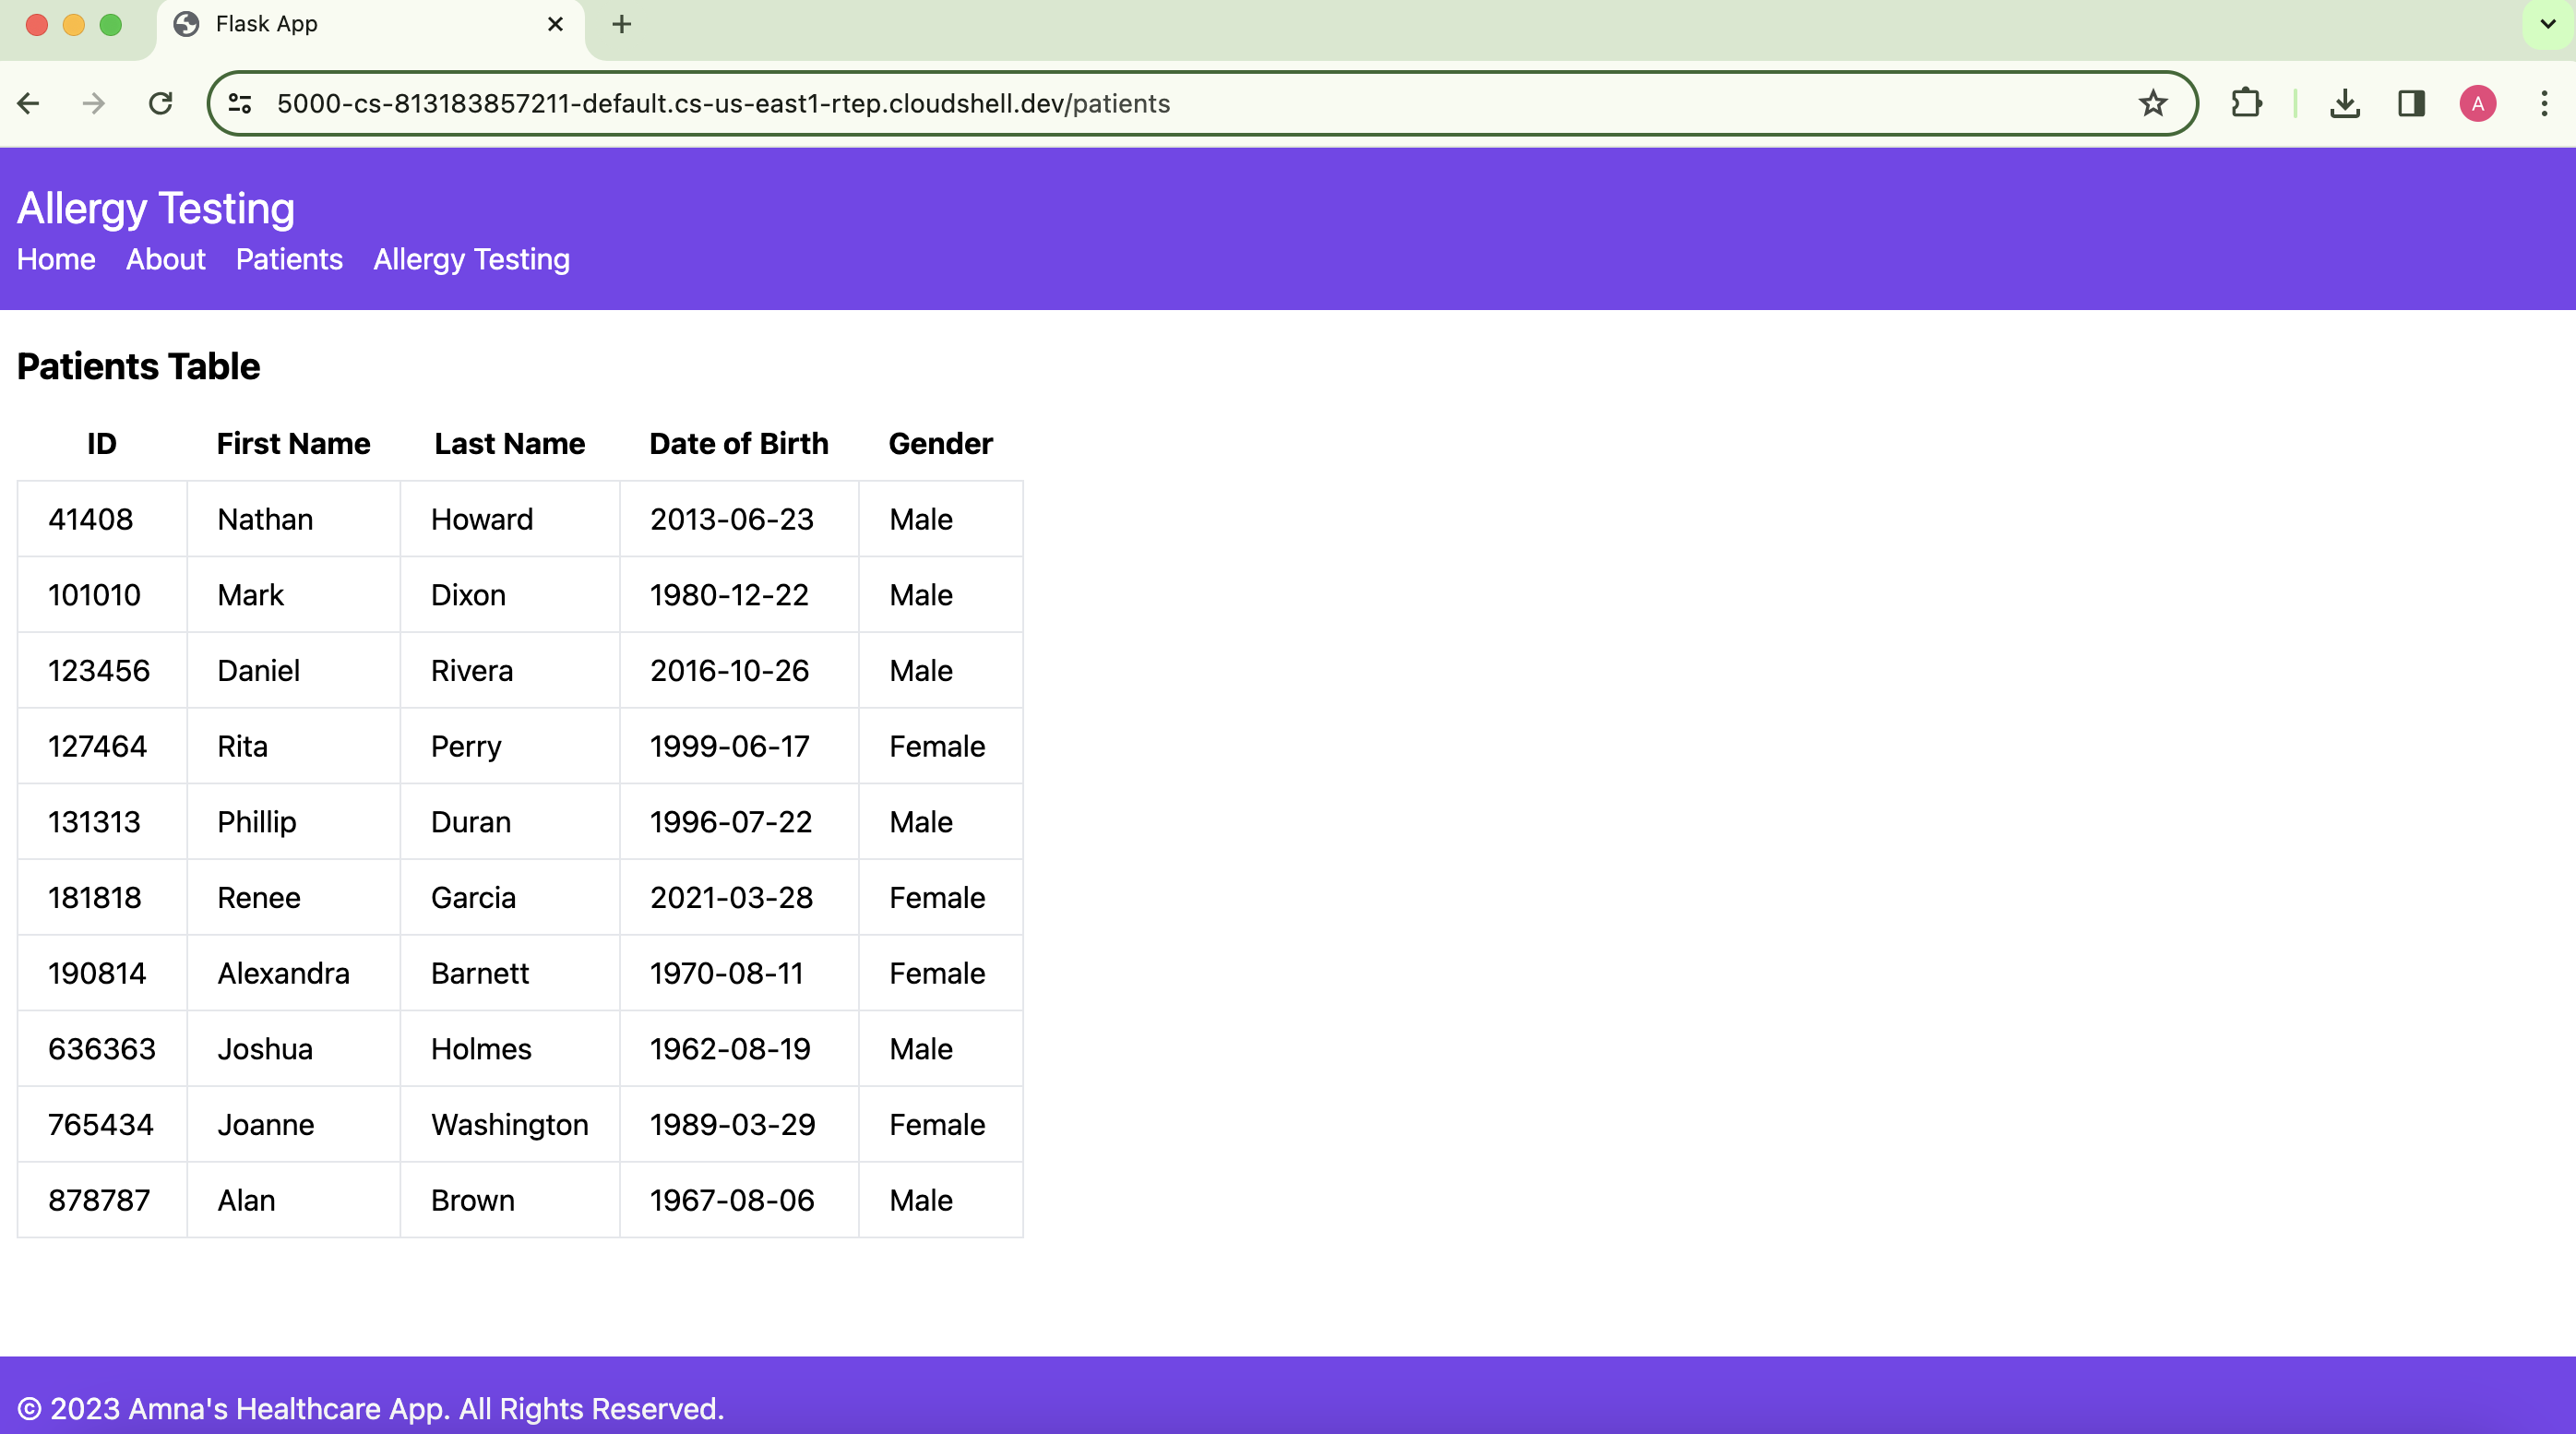 Flask App
5000-cs-813183857211-default.cs-us-east1-rtep.cloudshell.dev/patients
A
Allergy Testing
Home About Patients Allergy Testing
Patients Table
ID First Name Last Name Date of Birth Gender
41408 Nathan Howard 2013-06-23 Male
101010 Mark Dixon 1980-12-22 Male
123456 Daniel Rivera 2016-10-26 Male
127464 Rita Perry 1999-06-17 Female
131313 Phillip Duran 1996-07-22 Male
181818 Renee Garcia 2021-03-28 Female
190814 Alexandra Barnett 1970-08-11 Female
636363 Joshua Holmes 1962-08-19 Male
765434 Joanne Washington 1989-03-29 Female
878787 Alan Brown 1967-08-06 Male
© 2023 Amna's Healthcare App. All Rights Reserved.